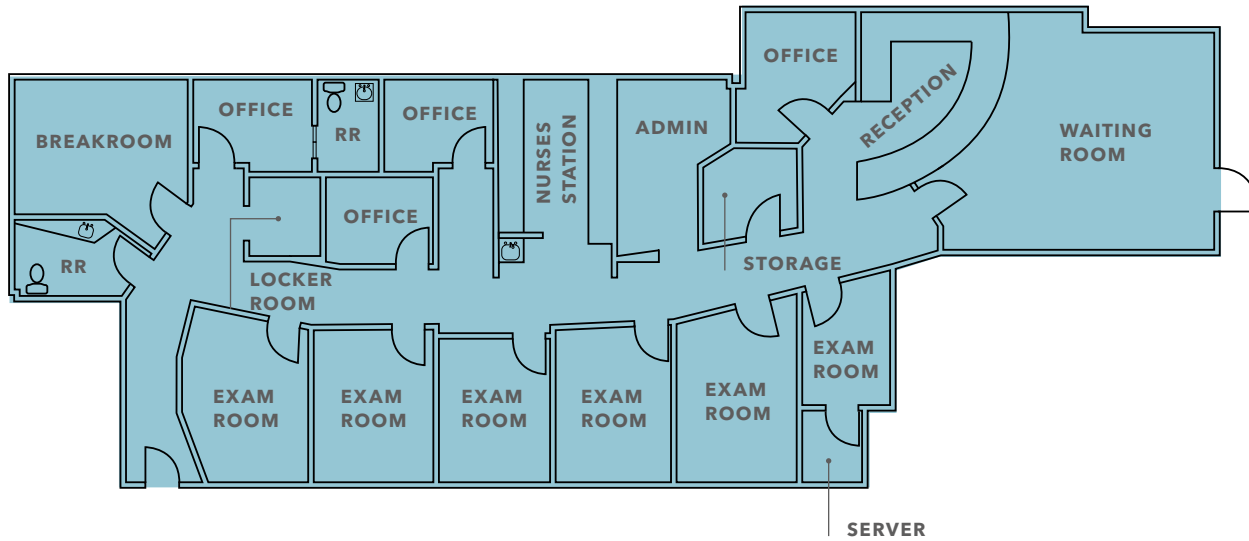 OFFICE
RECEPTION
WAITING
ROOM
BREAKROOM
OFFICE
RR
OFFICE
NURSES
STATION
ADMIN
OFFICE
RR
LOCKER
ROOM
STORAGE
EXAM
ROOM
EXAM
ROOM
EXAM
ROOM
EXAM
ROOM
EXAM
ROOM
EXAM
ROOM
SERVER